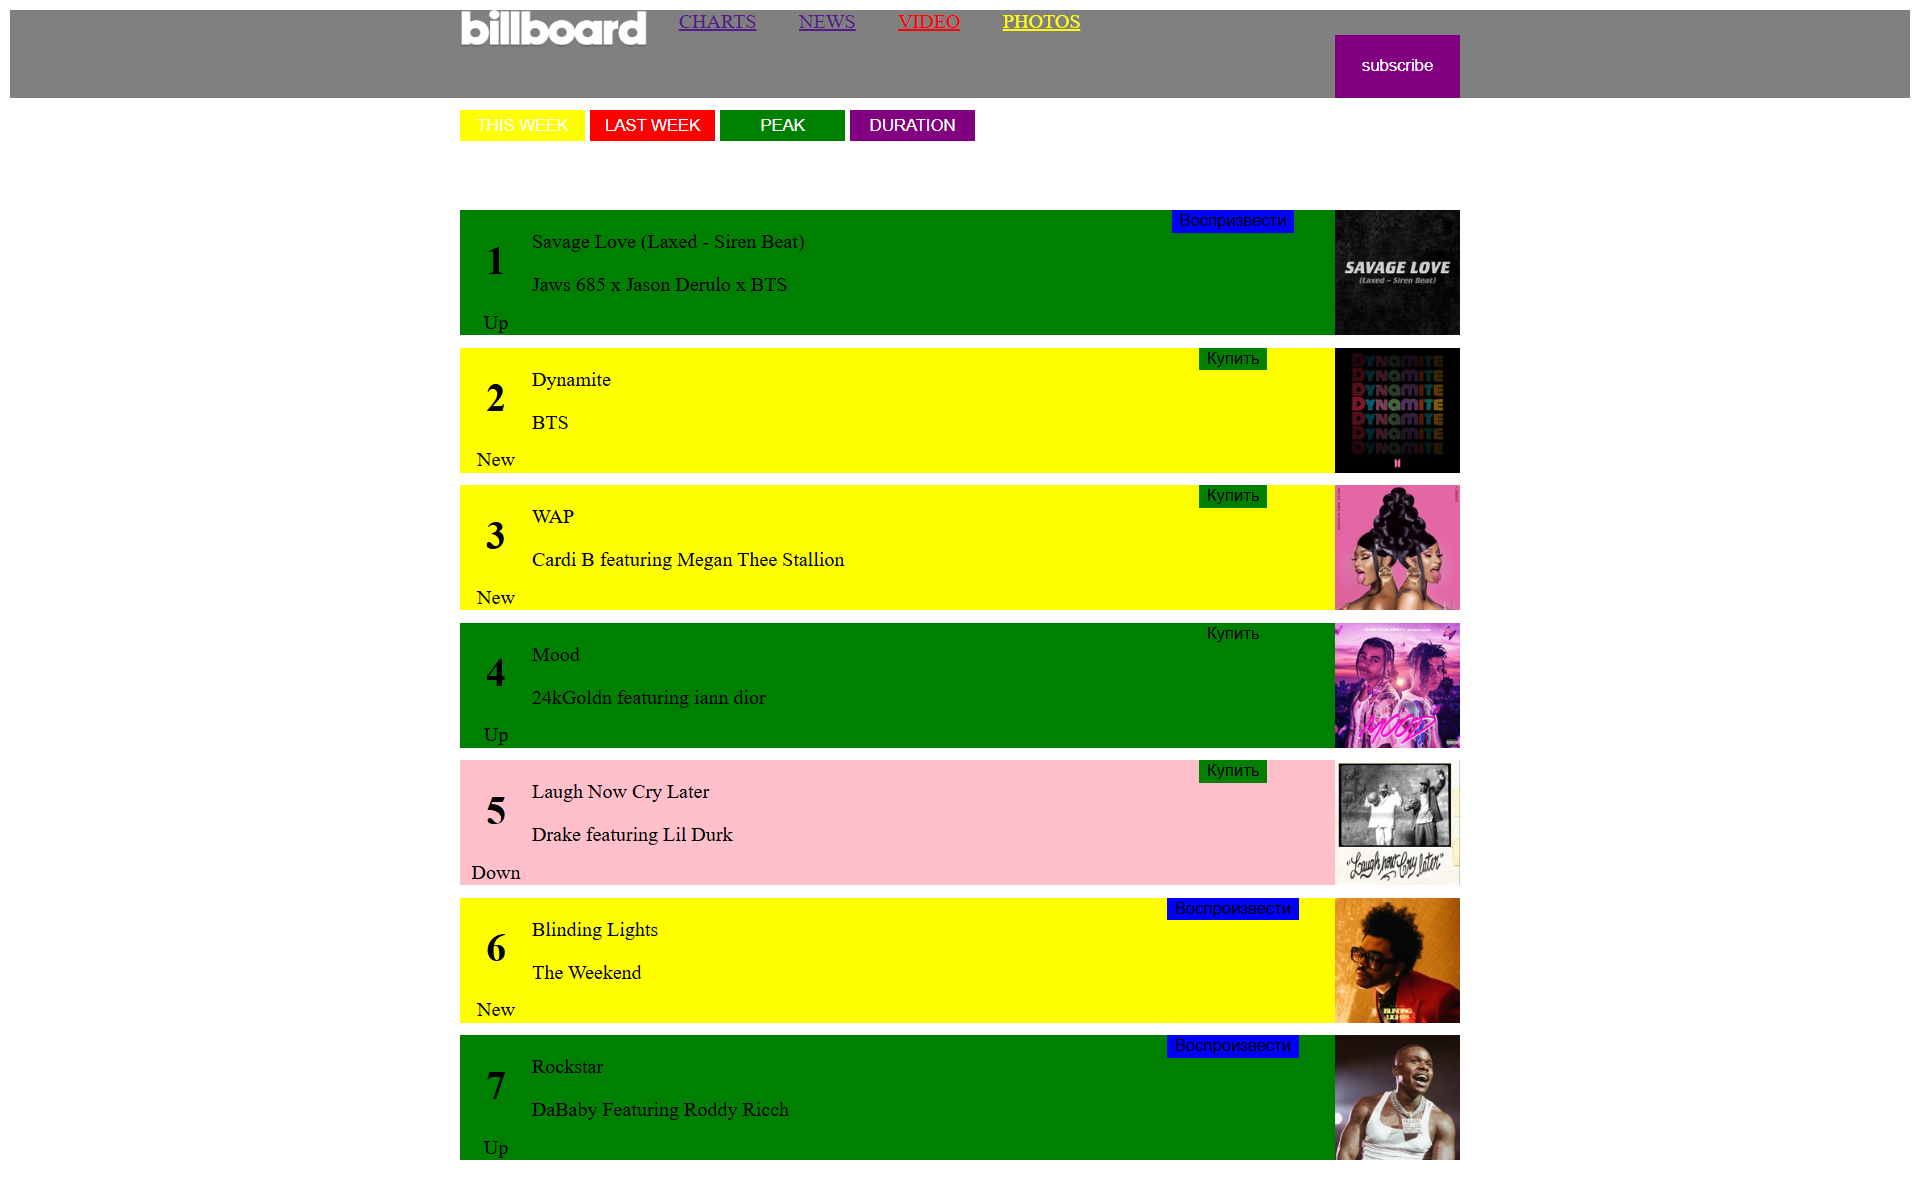 billboard CHARTS NEWS VIDEO PHOTOS
subscribe
THIS WEEK LAST WEEK PEAK DURATION
1
Savage Love (Laxed - Siren Beat)
Jaws 685 x Jason Derulo x BTS
Up
Воспризвести
SAVAGE LOVE
(Laxed - Siren Beat)
2
Dynamite
BTS
New
Купить
DYNAMITE
DYNAMITE
DYNAMITE
DYNAMITE
DYNAMITE
DYNAMITE
DYNAMITE
3
WAP
Cardi B featuring Megan Thee Stallion
New
Купить
4
Mood
24kGoldn featuring iann dior
Up
Купить
MOOD
5
Laugh Now Cry Later
Drake featuring Lil Durk
Down
Купить
"Laugh now Cry later"
6
Blinding Lights
The Weekend
New
Воспроизвести
BLINDING
LIGHTS
7
Rockstar
DaBaby Featuring Roddy Ricch
Up
Воспроизвести